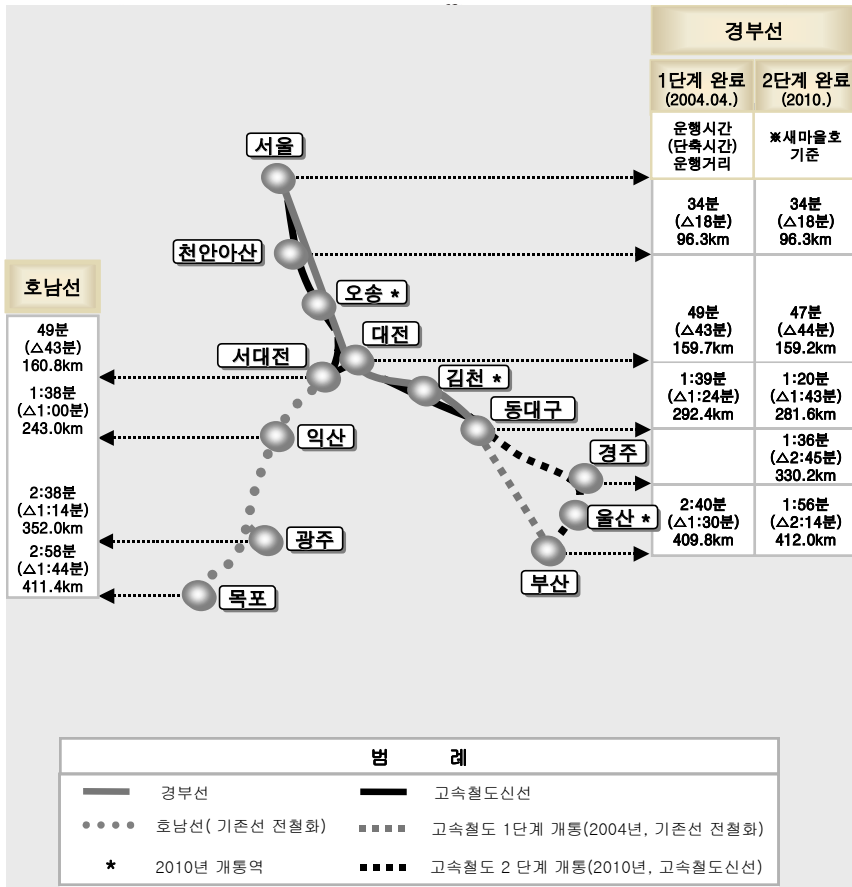 경부선
1단계 완료
(2004.04.)
2단계 완료
(2010.)
운행시간
(단축시간)
운행거리
※새마을호
기준
34분
(△18분)
96.3km
34분
(△18분)
96.3km
49분
(△43분)
159.7km
47분
(△44분)
159.2km
1:39분
(△1:24분)
292.4km
1:20분
(△1:43분)
281.6km
1:36분
(△2:45분)
330.2km
2:40분
(△1:30분)
409.8km
1:56분
(△2:14분)
412.0km
서울
천안아산
오송 *
대전
서대전
김천 *
동대구
익산
경주
울산 *
광주
부산
목포
호남선
49분
(△43분)
160.8km
1:38분
(△1:00분)
243.0km
2:38분
(△1:14분)
352.0km
2:58분
(△1:44분)
411.4km
범 례
경부선
고속철도신선
호남선( 기존선 전철화)
고속철도 1단계 개통(2004년, 기존선 전철화)
* 2010년 개통역
고속철도 2 단계 개통(2010년, 고속철도신선)